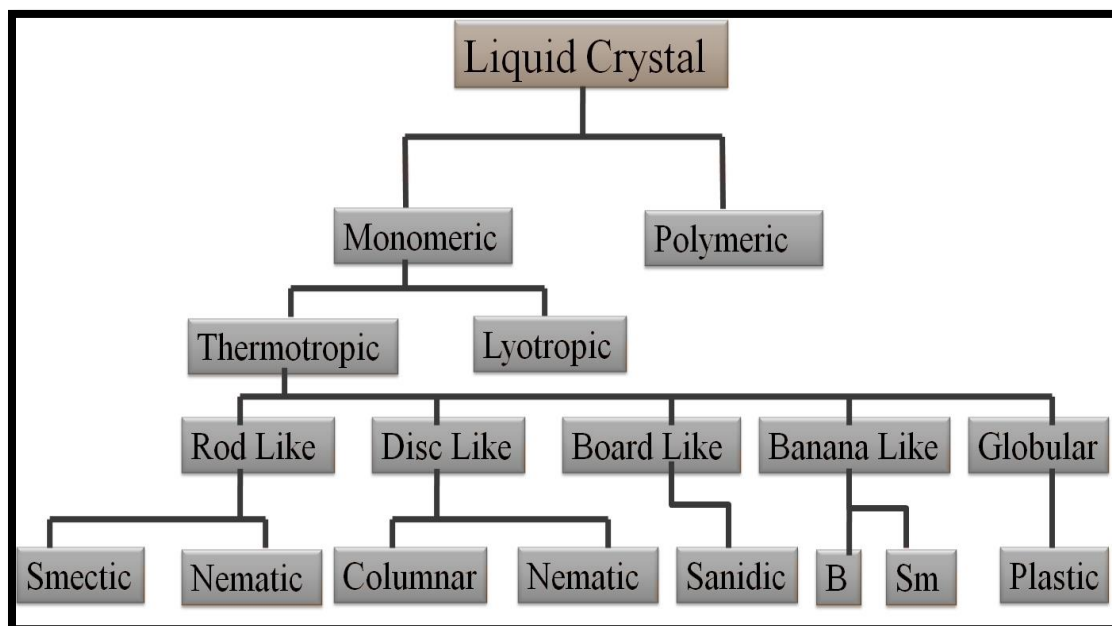 Liquid Crystal
Monomeric
Polymeric
Thermotropic
Lyotropic
Rod Like
Disc Like
Board Like
Banana Like
Globular
Smectic
Nematic
Columnar
Nematic
Sanidic
B
Sm
Plastic